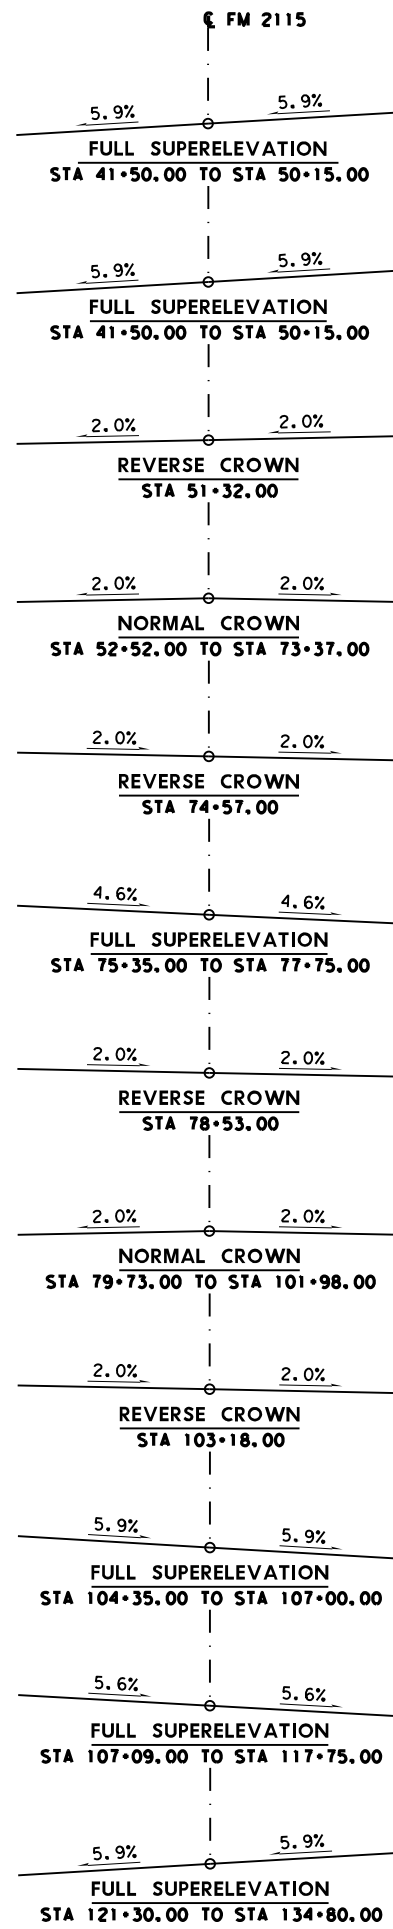 ℄ FM 2115
5.9% 5.9%
FULL SUPERELEVATION
STA 41+50.00 TO STA 50+15.00
5.9% 5.9%
FULL SUPERELEVATION
STA 41+50.00 TO STA 50+15.00
2.0% 2.0%
REVERSE CROWN
STA 51+32.00
2.0% 2.0%
NORMAL CROWN
STA 52+52.00 TO STA 73+37.00
2.0% 2.0%
REVERSE CROWN
STA 74+57.00
4.6% 4.6%
FULL SUPERELEVATION
STA 75+35.00 TO STA 77+75.00
2.0% 2.0%
REVERSE CROWN
STA 78+53.00
2.0% 2.0%
NORMAL CROWN
STA 79+73.00 TO STA 101+98.00
2.0% 2.0%
REVERSE CROWN
STA 103+18.00
5.9% 5.9%
FULL SUPERELEVATION
STA 104+35.00 TO STA 107+00.00
5.6% 5.6%
FULL SUPERELEVATION
STA 107+09.00 TO STA 117+75.00
5.9% 5.9%
FULL SUPERELEVATION
STA 121+30.00 TO STA 134+80.00